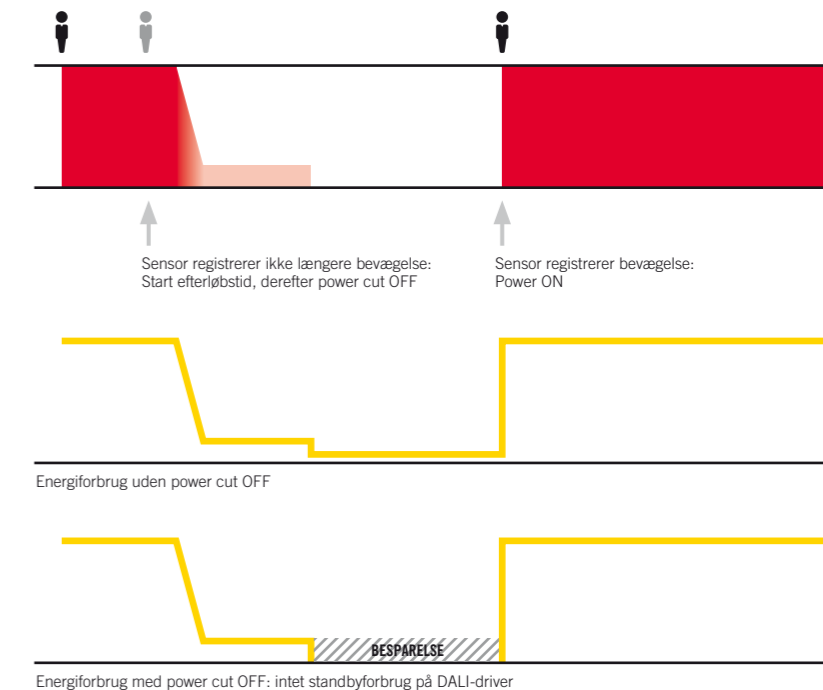 Sensor registrerer ikke længere bevægelse:
Start efterløbstid, derefter power cut OFF
Sensor registrerer bevægelse:
Power ON
Energiforbrug uden power cut OFF
BESPARELSE
Energiforbrug med power cut OFF: intet standbyforbrug på DALI-driver